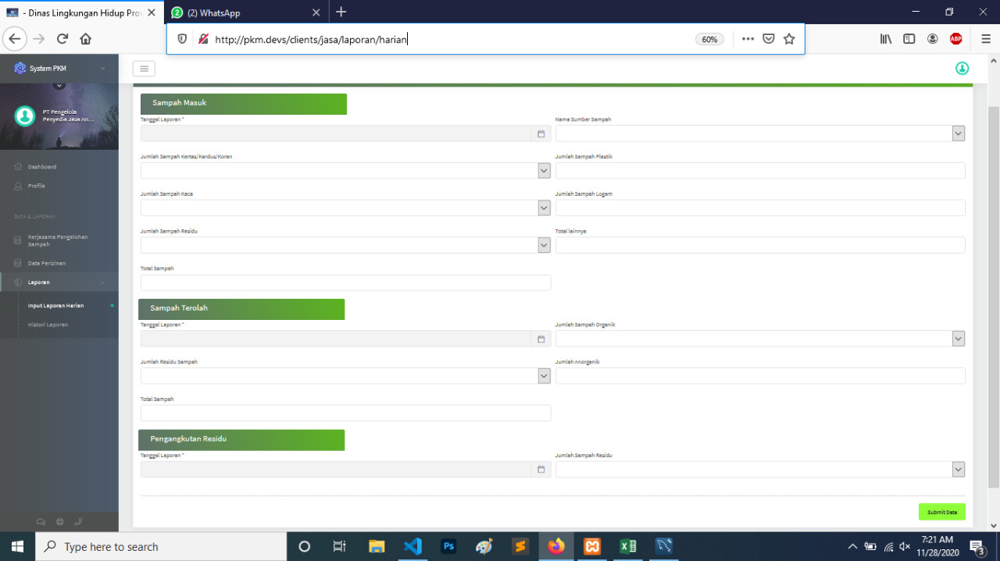 - Dinas Lingkungan Hidup Prov
(2) WhatsApp
http://pkm.devs/clients/jasa/laporan/harian
60%
ABP
System PKM
PT Pengelola
Penyedia Jasa An...
Dashboard
Profile
DATA & LAPORAN
Kerjasama Pengelohan
Sampah
Data Perizinan
Laporan
Input Laporan Harian
Histori Laporan
Sampah Masuk
Tanggal Laporan *
Nama Sumber Sampah
Jumlah Sampah Kertas/Kardus/Koran
Jumlah Sampah Plastik
Jumlah Sampah Kaca
Jumlah Sampah Logam
Jumlah Sampah Residu
Total lainnya
Total Sampah
Sampah Terolah
Tanggal Laporan *
Jumlah Sampah Organik
Jumlah Residu Sampah
Jumlah Anorganik
Total Sampah
Pengangkutan Residu
Tanggal Laporan *
Jumlah Sampah Residu
Submit Data
Type here to search
Ps
7:21 AM
11/28/2020
3